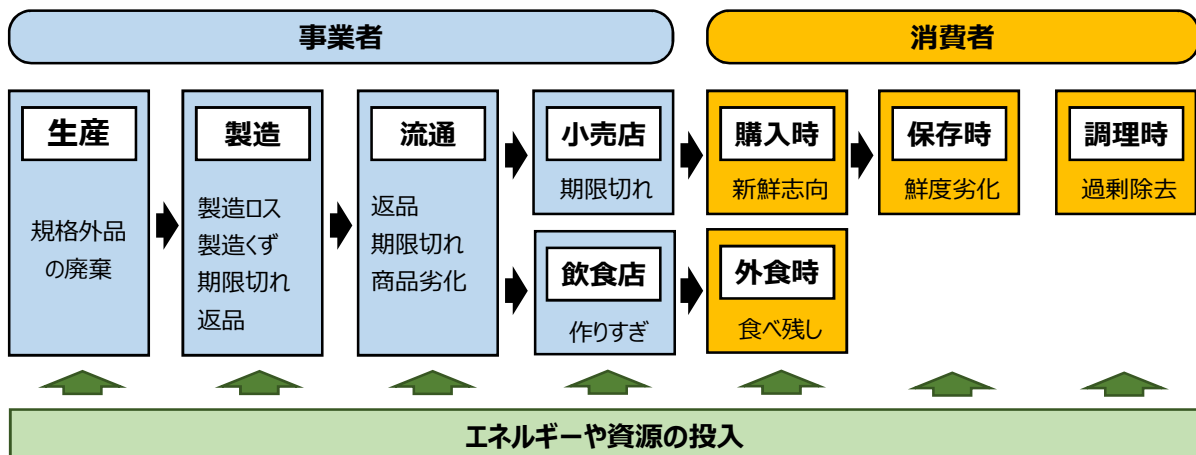 事業者
消費者
生産
規格外品
の廃棄
製造
製造ロス
製造くず
期限切れ
返品
流通
返品
期限切れ
商品劣化
小売店
期限切れ
飲食店
作りすぎ
購入時
新鮮志向
外食時
食べ残し
保存時
鮮度劣化
調理時
過剰除去
エネルギーや資源の投入